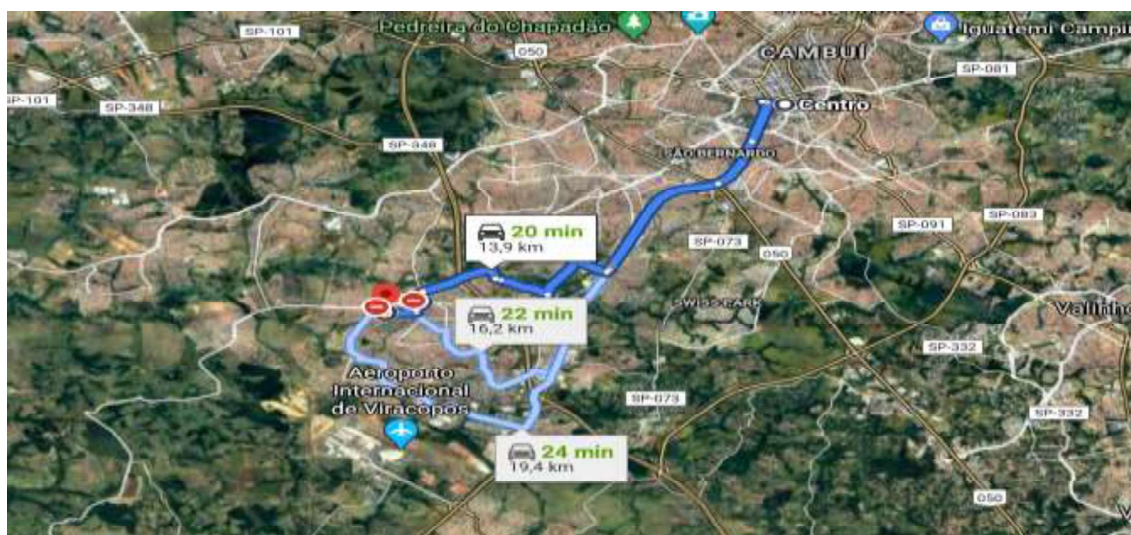 SP-101
Pedreira do Chapadão
050
Iguatemi Campin
CAMBUÍ
SP-081
SP-101
SP-348
Centro
SP-348
SÃO BERNARDO
SP-091
SP-083
20 min
13,9 km
SP-073
050
22 min
16,2 km
SWISS PARK
Valinho
SP-332
Aeroporto
Internacional
de Viracopos
SP-073
SP-332
24 min
19,4 km
050
V